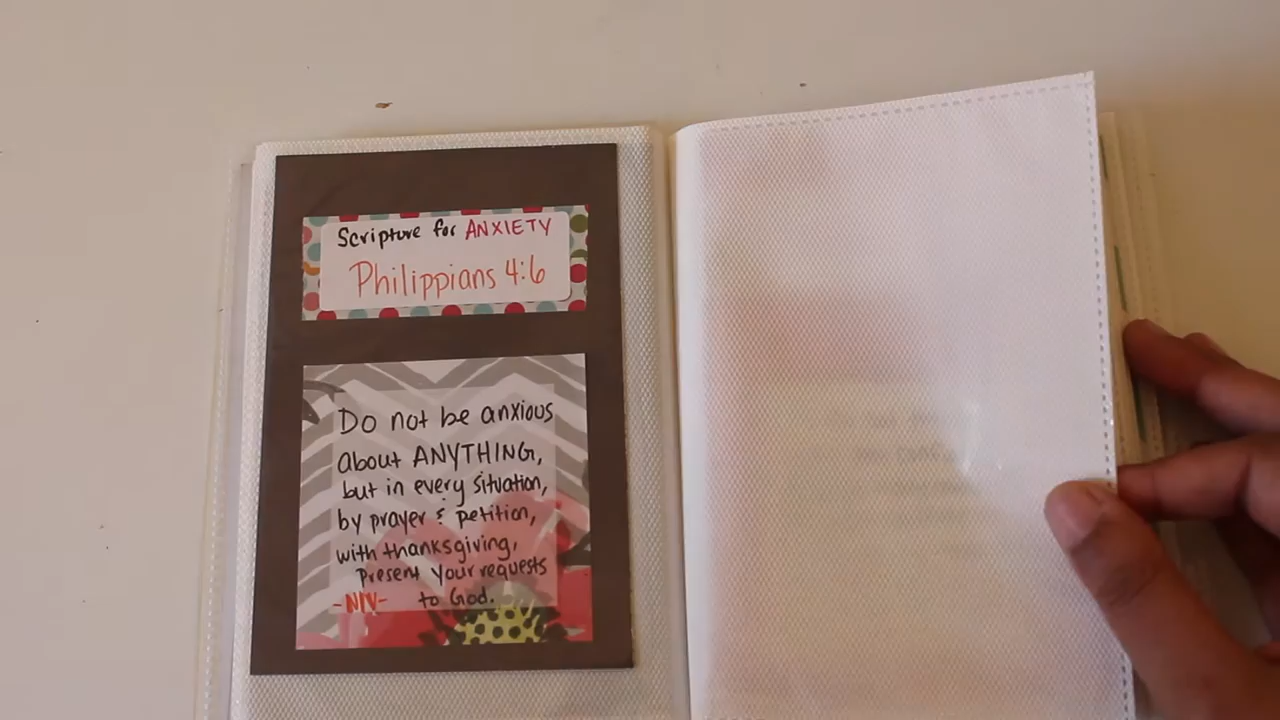 Scripture for ANXIETY
Philippians 4:6
Do not be anxious
about ANYTHING,
but in every situation,
by prayer & petition,
with thanksgiving,
present your requests
-NIV- to God.